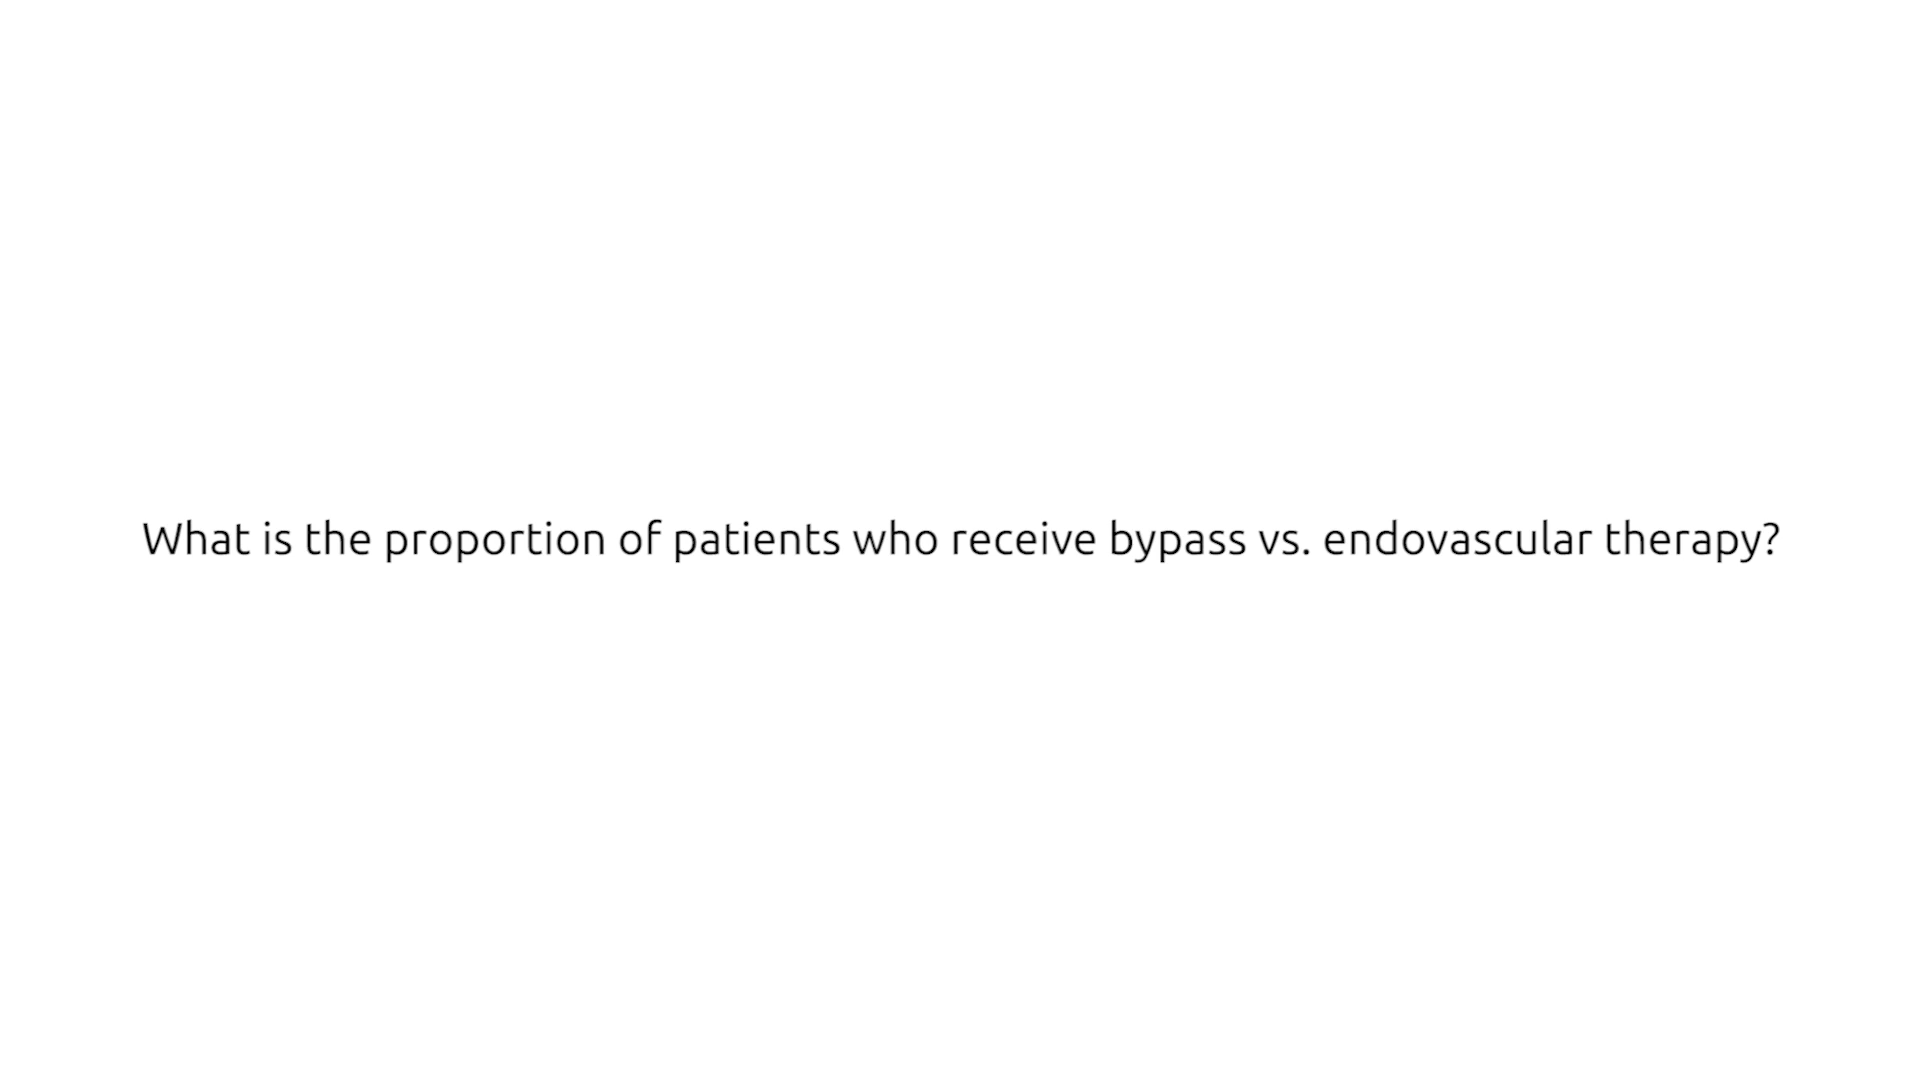 What is the proportion of patients who receive bypass vs. endovascular therapy?